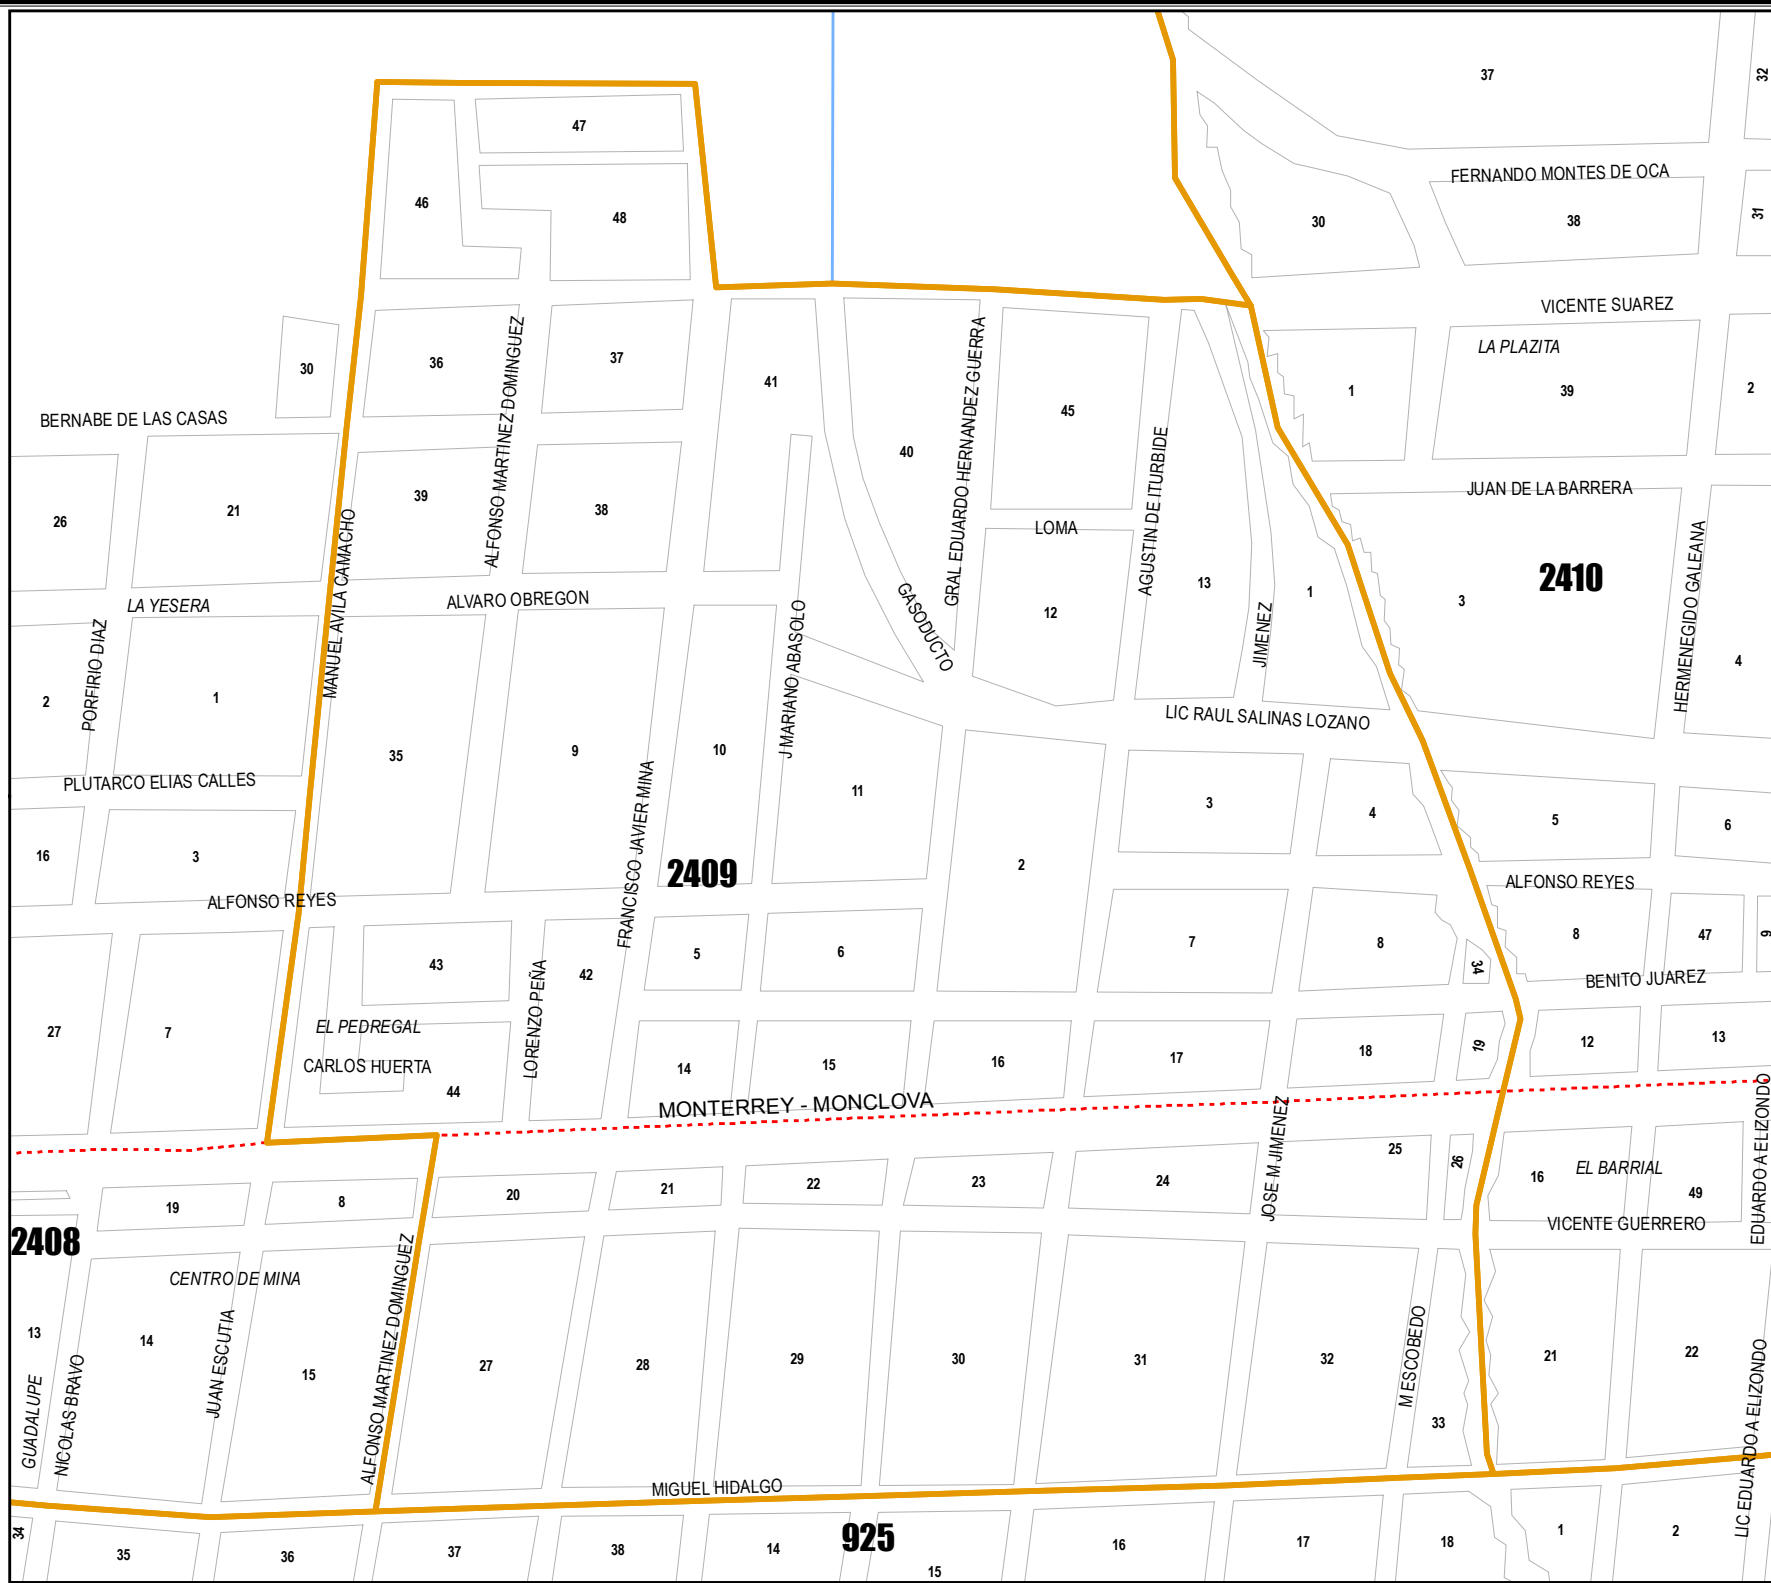 37
32
47
FERNANDO MONTES DE OCA
46
48
30
38
31
VICENTE SUAREZ
LA PLAZITA
30
36
ALFONSO MARTINEZ DOMINGUEZ
37
41
GRAL EDUARDO HERNANDEZ GUERRA
45
1
39
2
BERNABE DE LAS CASAS
40
AGUSTIN DE ITURBIDE
JUAN DE LA BARRERA
26
21
MANUEL AVILA CAMACHO
39
38
LOMA
HERMENEGIDO GALEANA
2410
LA YESERA
ALVARO OBREGON
GASODUCTO
12
13
1
3
JIMENEZ
4
2
PORFIRIO DIAZ
1
J MARIANO ABASOLO
LIC RAUL SALINAS LOZANO
PLUTARCO ELIAS CALLES
35
9
FRANCISCO JAVIER MINA
10
11
3
4
5
6
16
3
2409
2
ALFONSO REYES
ALFONSO REYES
43
42
5
6
7
8
34
8
47
9
LORENZO PEÑA
BENITO JUAREZ
27
7
EL PEDREGAL
CARLOS HUERTA
44
14
15
16
17
18
19
12
13
MONTERREY - MONCLOVA
JOSE M JIMENEZ
EDUARDO A ELIZONDO
19
8
20
21
22
23
24
25
26
16
EL BARRIAL
49
2408
VICENTE GUERRERO
CENTRO DE MINA
ALFONSO MARTINEZ DOMINGUEZ
13
GUADALUPE
NICOLAS BRAVO
14
JUAN ESCUTIA
15
27
28
29
30
31
32
M ESCOBEDO
33
21
22
LIC EDUARDO A ELIZONDO
MIGUEL HIDALGO
34
35
36
37
38
14
925
15
16
17
18
1
2